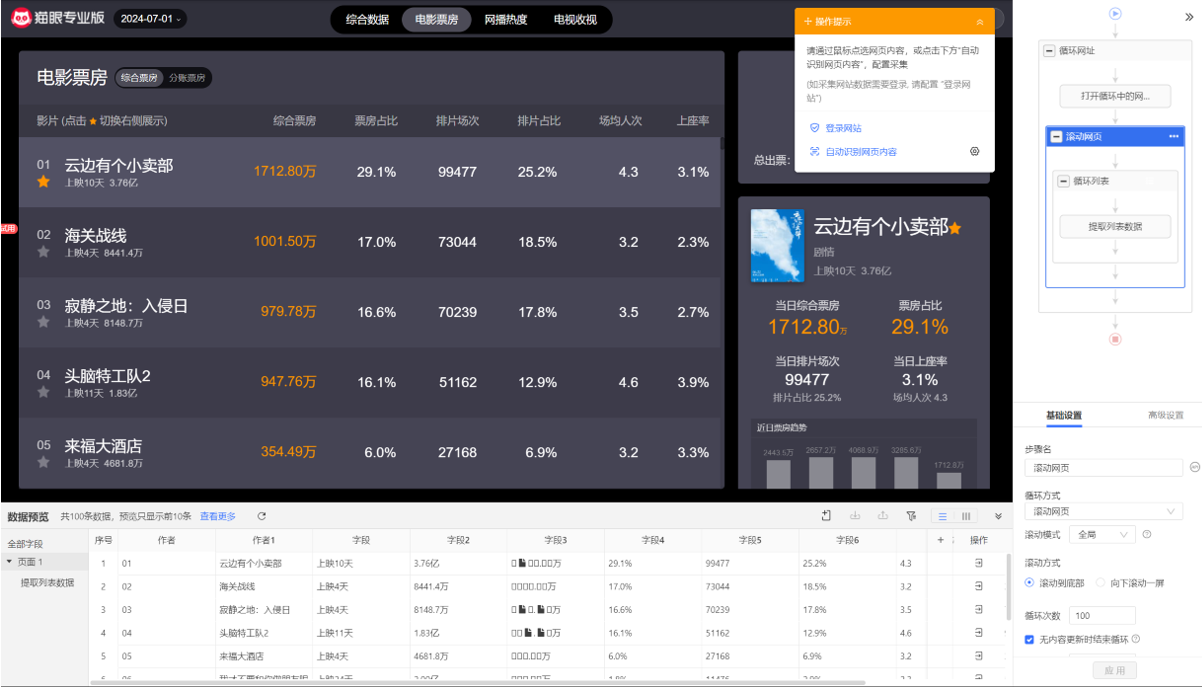 猫眼专业版
2024-07-01
综合数据 电影票房 网播热度 电视收视
操作提示
请通过鼠标点选网页内容，或点击下方"自动识别网页内容"，配置采集
(如采集网站数据需要登录, 请配置 "登录网站")
登录网站
自动识别网页内容
电影票房 综合票房 分账票房
影片 (点击★切换右侧展示) 综合票房 票房占比 排片场次 排片占比 场均人次 上座率
01 云边有个小卖部 1712.80万 29.1% 99477 25.2% 4.3 3.1%
上映10天 3.76亿
02 海关战线 1001.50万 17.0% 73044 18.5% 3.2 2.3%
上映4天 8441.4万
03 寂静之地：入侵日 979.78万 16.6% 70239 17.8% 3.5 2.7%
上映4天 8148.7万
04 头脑特工队2 947.76万 16.1% 51162 12.9% 4.6 3.9%
上映11天 1.83亿
05 来福大酒店 354.49万 6.0% 27168 6.9% 3.2 3.3%
上映4天 4681.8万
试用
总出票:
云边有个小卖部
剧情
上映10天 3.76亿
当日综合票房 票房占比
1712.80万 29.1%
当日排片场次 当日上座率
99477 3.1%
排片占比 25.2% 场均人次 4.3
近日票房趋势
2443.5万 2657.2万 4068.9万 3285.6万 1712.8万
数据预览 共100条数据，预览只显示前10条 查看更多
全部字段
页面 1
提取列表数据
序号 作者 作者1 字段 字段2 字段3 字段4 字段5 字段6 操作
1 01 云边有个小卖部 上映10天 3.76亿 29.1% 99477 25.2% 4.3
2 02 海关战线 上映4天 8441.4万 17.0% 73044 18.5% 3.2
3 03 寂静之地：入侵日 上映4天 8148.7万 16.6% 70239 17.8% 3.5
4 04 头脑特工队2 上映11天 1.83亿 16.1% 51162 12.9% 4.6
5 05 来福大酒店 上映4天 4681.8万 6.0% 27168 6.9% 3.2
循环网址
打开循环中的网...
滚动网页
循环列表
提取列表数据
基础设置 高级设置
步骤名
滚动网页
循环方式
滚动网页
滚动模式 全局
滚动方式
滚动到底部 向下滚动一屏
循环次数 100
无内容更新时结束循环
应用